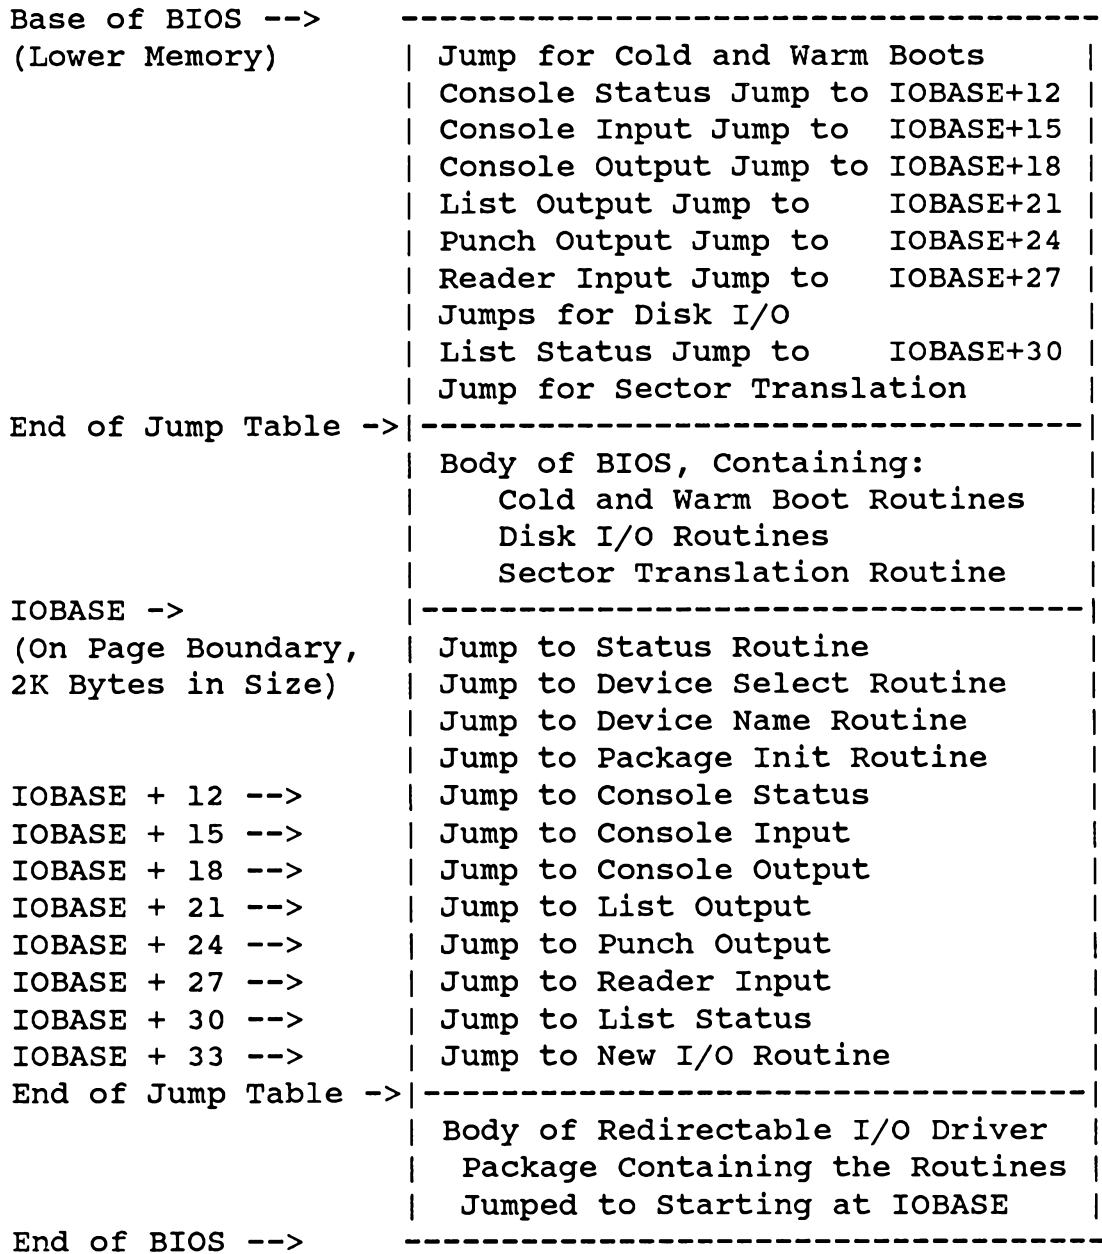 Base of BIOS -->     ------------------------------------
(Lower Memory)       | Jump for Cold and Warm Boots      |
                     | Console Status Jump to IOBASE+12 |
                     | Console Input Jump to  IOBASE+15 |
                     | Console Output Jump to IOBASE+18 |
                     | List Output Jump to    IOBASE+21 |
                     | Punch Output Jump to   IOBASE+24 |
                     | Reader Input Jump to   IOBASE+27 |
                     | Jumps for Disk I/O               |
                     | List Status Jump to    IOBASE+30 |
                     | Jump for Sector Translation      |
End of Jump Table ->|----------------------------------|
                     | Body of BIOS, Containing:        |
                     |    Cold and Warm Boot Routines   |
                     |    Disk I/O Routines             |
                     |    Sector Translation Routine    |
IOBASE ->            |----------------------------------|
(On Page Boundary,   | Jump to Status Routine           |
2K Bytes in Size)    | Jump to Device Select Routine    |
                     | Jump to Device Name Routine      |
                     | Jump to Package Init Routine     |
IOBASE + 12 -->      | Jump to Console Status           |
IOBASE + 15 -->      | Jump to Console Input            |
IOBASE + 18 -->      | Jump to Console Output           |
IOBASE + 21 -->      | Jump to List Output              |
IOBASE + 24 -->      | Jump to Punch Output             |
IOBASE + 27 -->      | Jump to Reader Input             |
IOBASE + 30 -->      | Jump to List Status              |
IOBASE + 33 -->      | Jump to New I/O Routine          |
End of Jump Table ->|----------------------------------|
                     | Body of Redirectable I/O Driver  |
                     |  Package Containing the Routines |
                     |  Jumped to Starting at IOBASE    |
End of BIOS -->      ------------------------------------